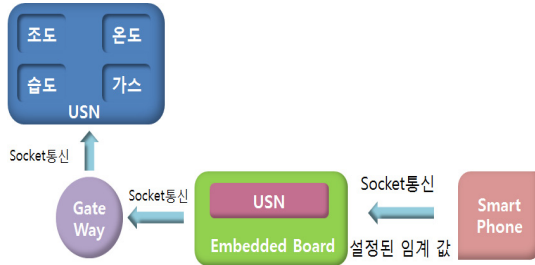 조도 온도
습도 가스
USN
Socket통신
Gate
Way
Socket통신
USN
Embedded Board
Socket통신
설정된 임계 값
Smart
Phone